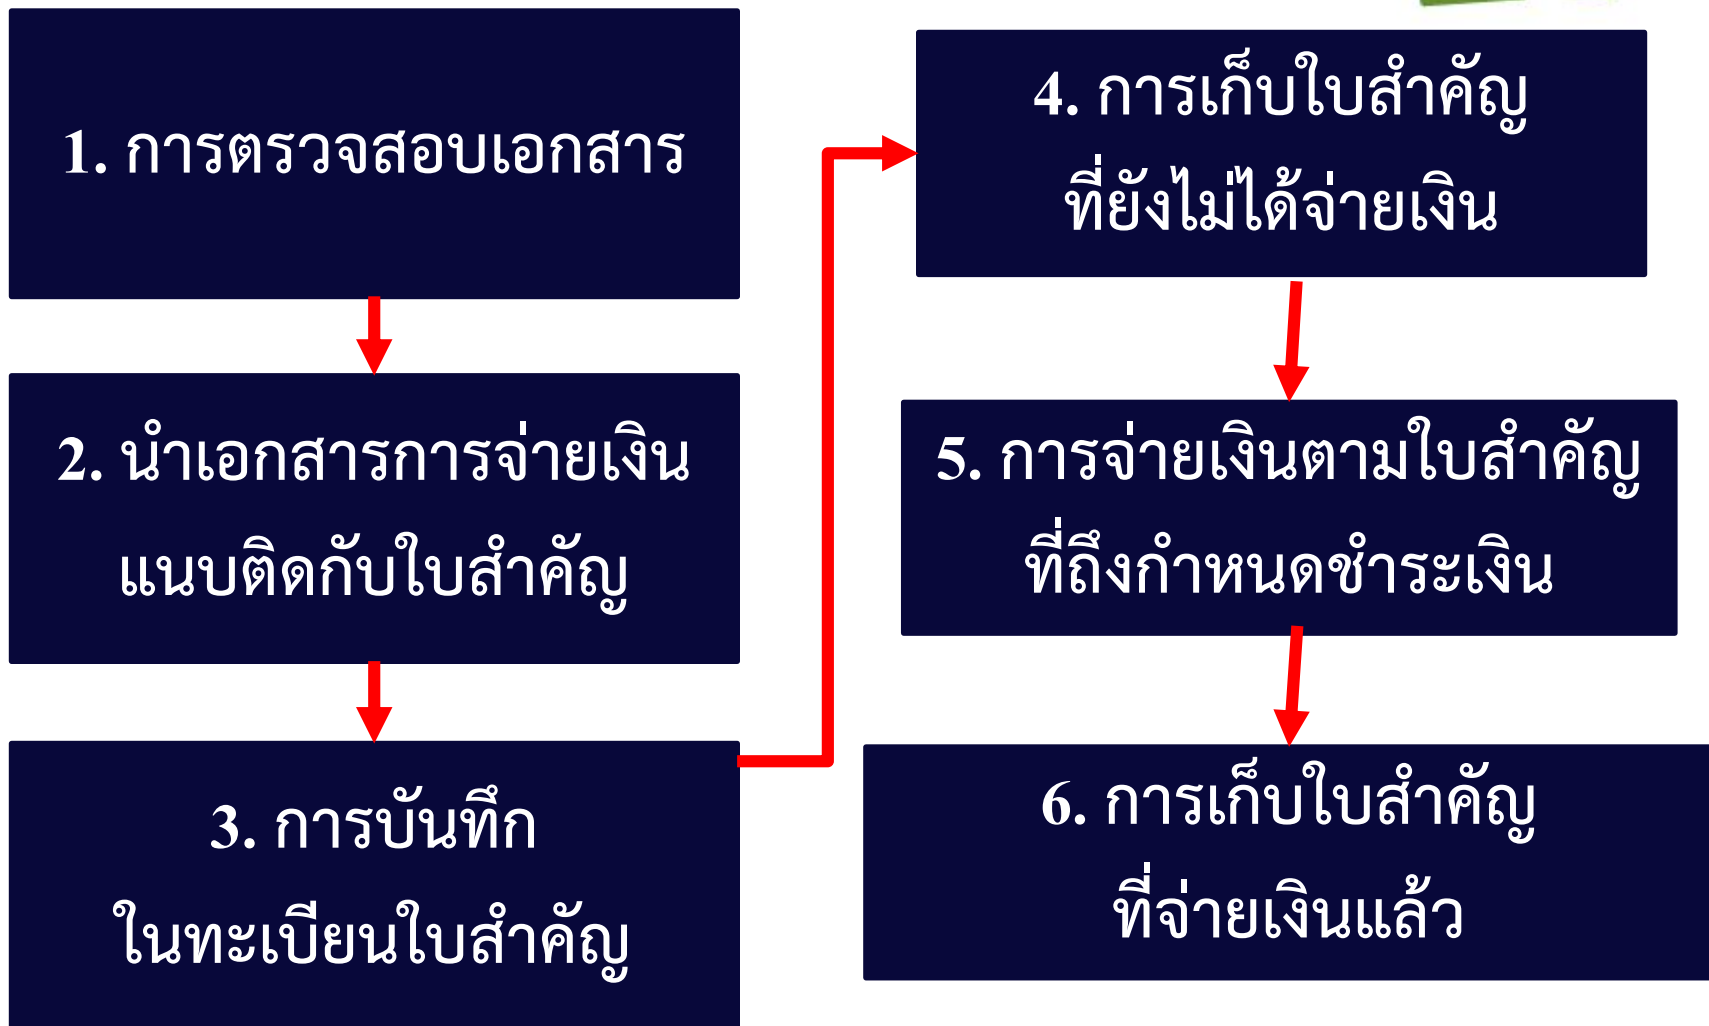 1. การตรวจสอบเอกสาร
2. นำเอกสารการจ่ายเงิน
แนบติดกับใบสำคัญ
3. การบันทึก
ในทะเบียนใบสำคัญ
4. การเก็บใบสำคัญ
ที่ยังไม่ได้จ่ายเงิน
5. การจ่ายเงินตามใบสำคัญ
ที่ถึงกำหนดชำระเงิน
6. การเก็บใบสำคัญ
ที่จ่ายเงินแล้ว